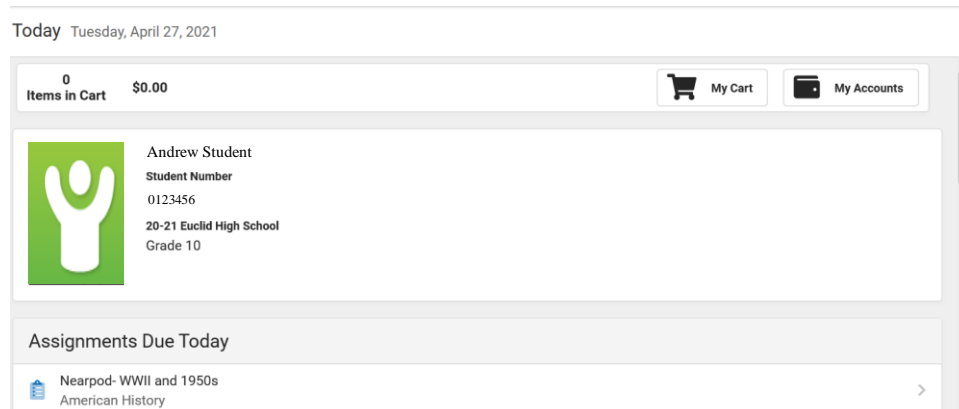 Today Tuesday, April 27, 2021
0
Items in Cart
$0.00
My Cart
My Accounts
Andrew Student
Student Number
0123456
20-21 Euclid High School
Grade 10
Assignments Due Today
Nearpod- WWII and 1950s
American History